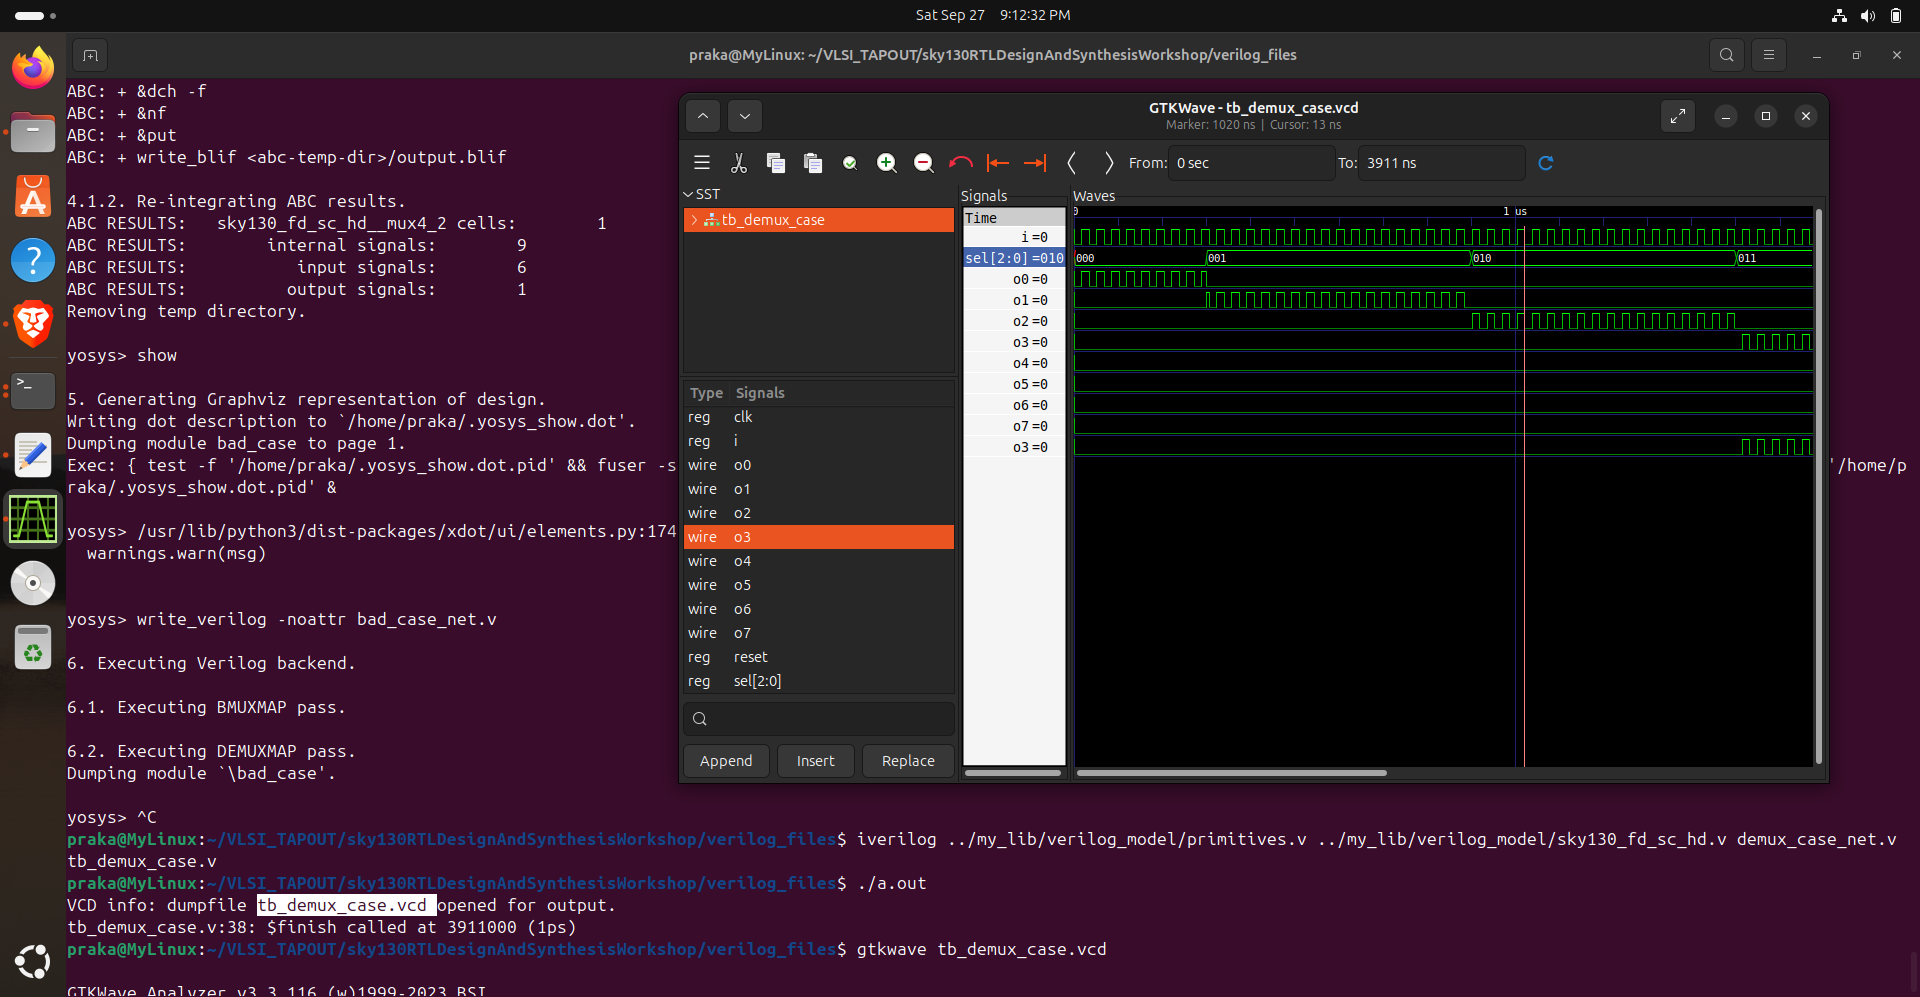 Sat Sep 27 9:12:32 PM
praka@MyLinux: ~/VLSI_TAPOUT/sky130RTLDesignAndSynthesisWorkshop/verilog_files
ABC: + &dch -f
ABC: + &nf
ABC: + &put
ABC: + write_blif <abc-temp-dir>/output.blif
4.1.2. Re-integrating ABC results.
ABC RESULTS:   sky130_fd_sc_hd__mux4_2 cells:        1
ABC RESULTS:        internal signals:        9
ABC RESULTS:           input signals:        6
ABC RESULTS:          output signals:        1
Removing temp directory.
yosys> show
5. Generating Graphviz representation of design.
Writing dot description to `/home/praka/.yosys_show.dot'.
Dumping module bad_case to page 1.
Exec: { test -f '/home/praka/.yosys_show.dot.pid' && fuser -s '/home/p
raka/.yosys_show.dot.pid' &
yosys> /usr/lib/python3/dist-packages/xdot/ui/elements.py:174
  warnings.warn(msg)
yosys> write_verilog -noattr bad_case_net.v
6. Executing Verilog backend.
6.1. Executing BMUXMAP pass.
6.2. Executing DEMUXMAP pass.
Dumping module `\bad_case'.
yosys> ^C
praka@MyLinux:~/VLSI_TAPOUT/sky130RTLDesignAndSynthesisWorkshop/verilog_files$ iverilog ../my_lib/verilog_model/primitives.v ../my_lib/verilog_model/sky130_fd_sc_hd.v demux_case_net.v
tb_demux_case.v
praka@MyLinux:~/VLSI_TAPOUT/sky130RTLDesignAndSynthesisWorkshop/verilog_files$ ./a.out
VCD info: dumpfile tb_demux_case.vcd opened for output.
tb_demux_case.v:38: $finish called at 3911000 (1ps)
praka@MyLinux:~/VLSI_TAPOUT/sky130RTLDesignAndSynthesisWorkshop/verilog_files$ gtkwave tb_demux_case.vcd
GTKWave Analyzer v3.3.116 (w)1999-2023 BSI
GTKWave - tb_demux_case.vcd
Marker: 1020 ns | Cursor: 13 ns
From: 0 sec To: 3911 ns
SST
tb_demux_case
Type Signals
reg clk
reg i
wire o0
wire o1
wire o2
wire o3
wire o4
wire o5
wire o6
wire o7
reg reset
reg sel[2:0]
Append Insert Replace
Signals
Time
i=0
sel[2:0]=010
o0=0
o1=0
o2=0
o3=0
o4=0
o5=0
o6=0
o7=0
o3=0
Waves
0 1 us
000 001 010 011